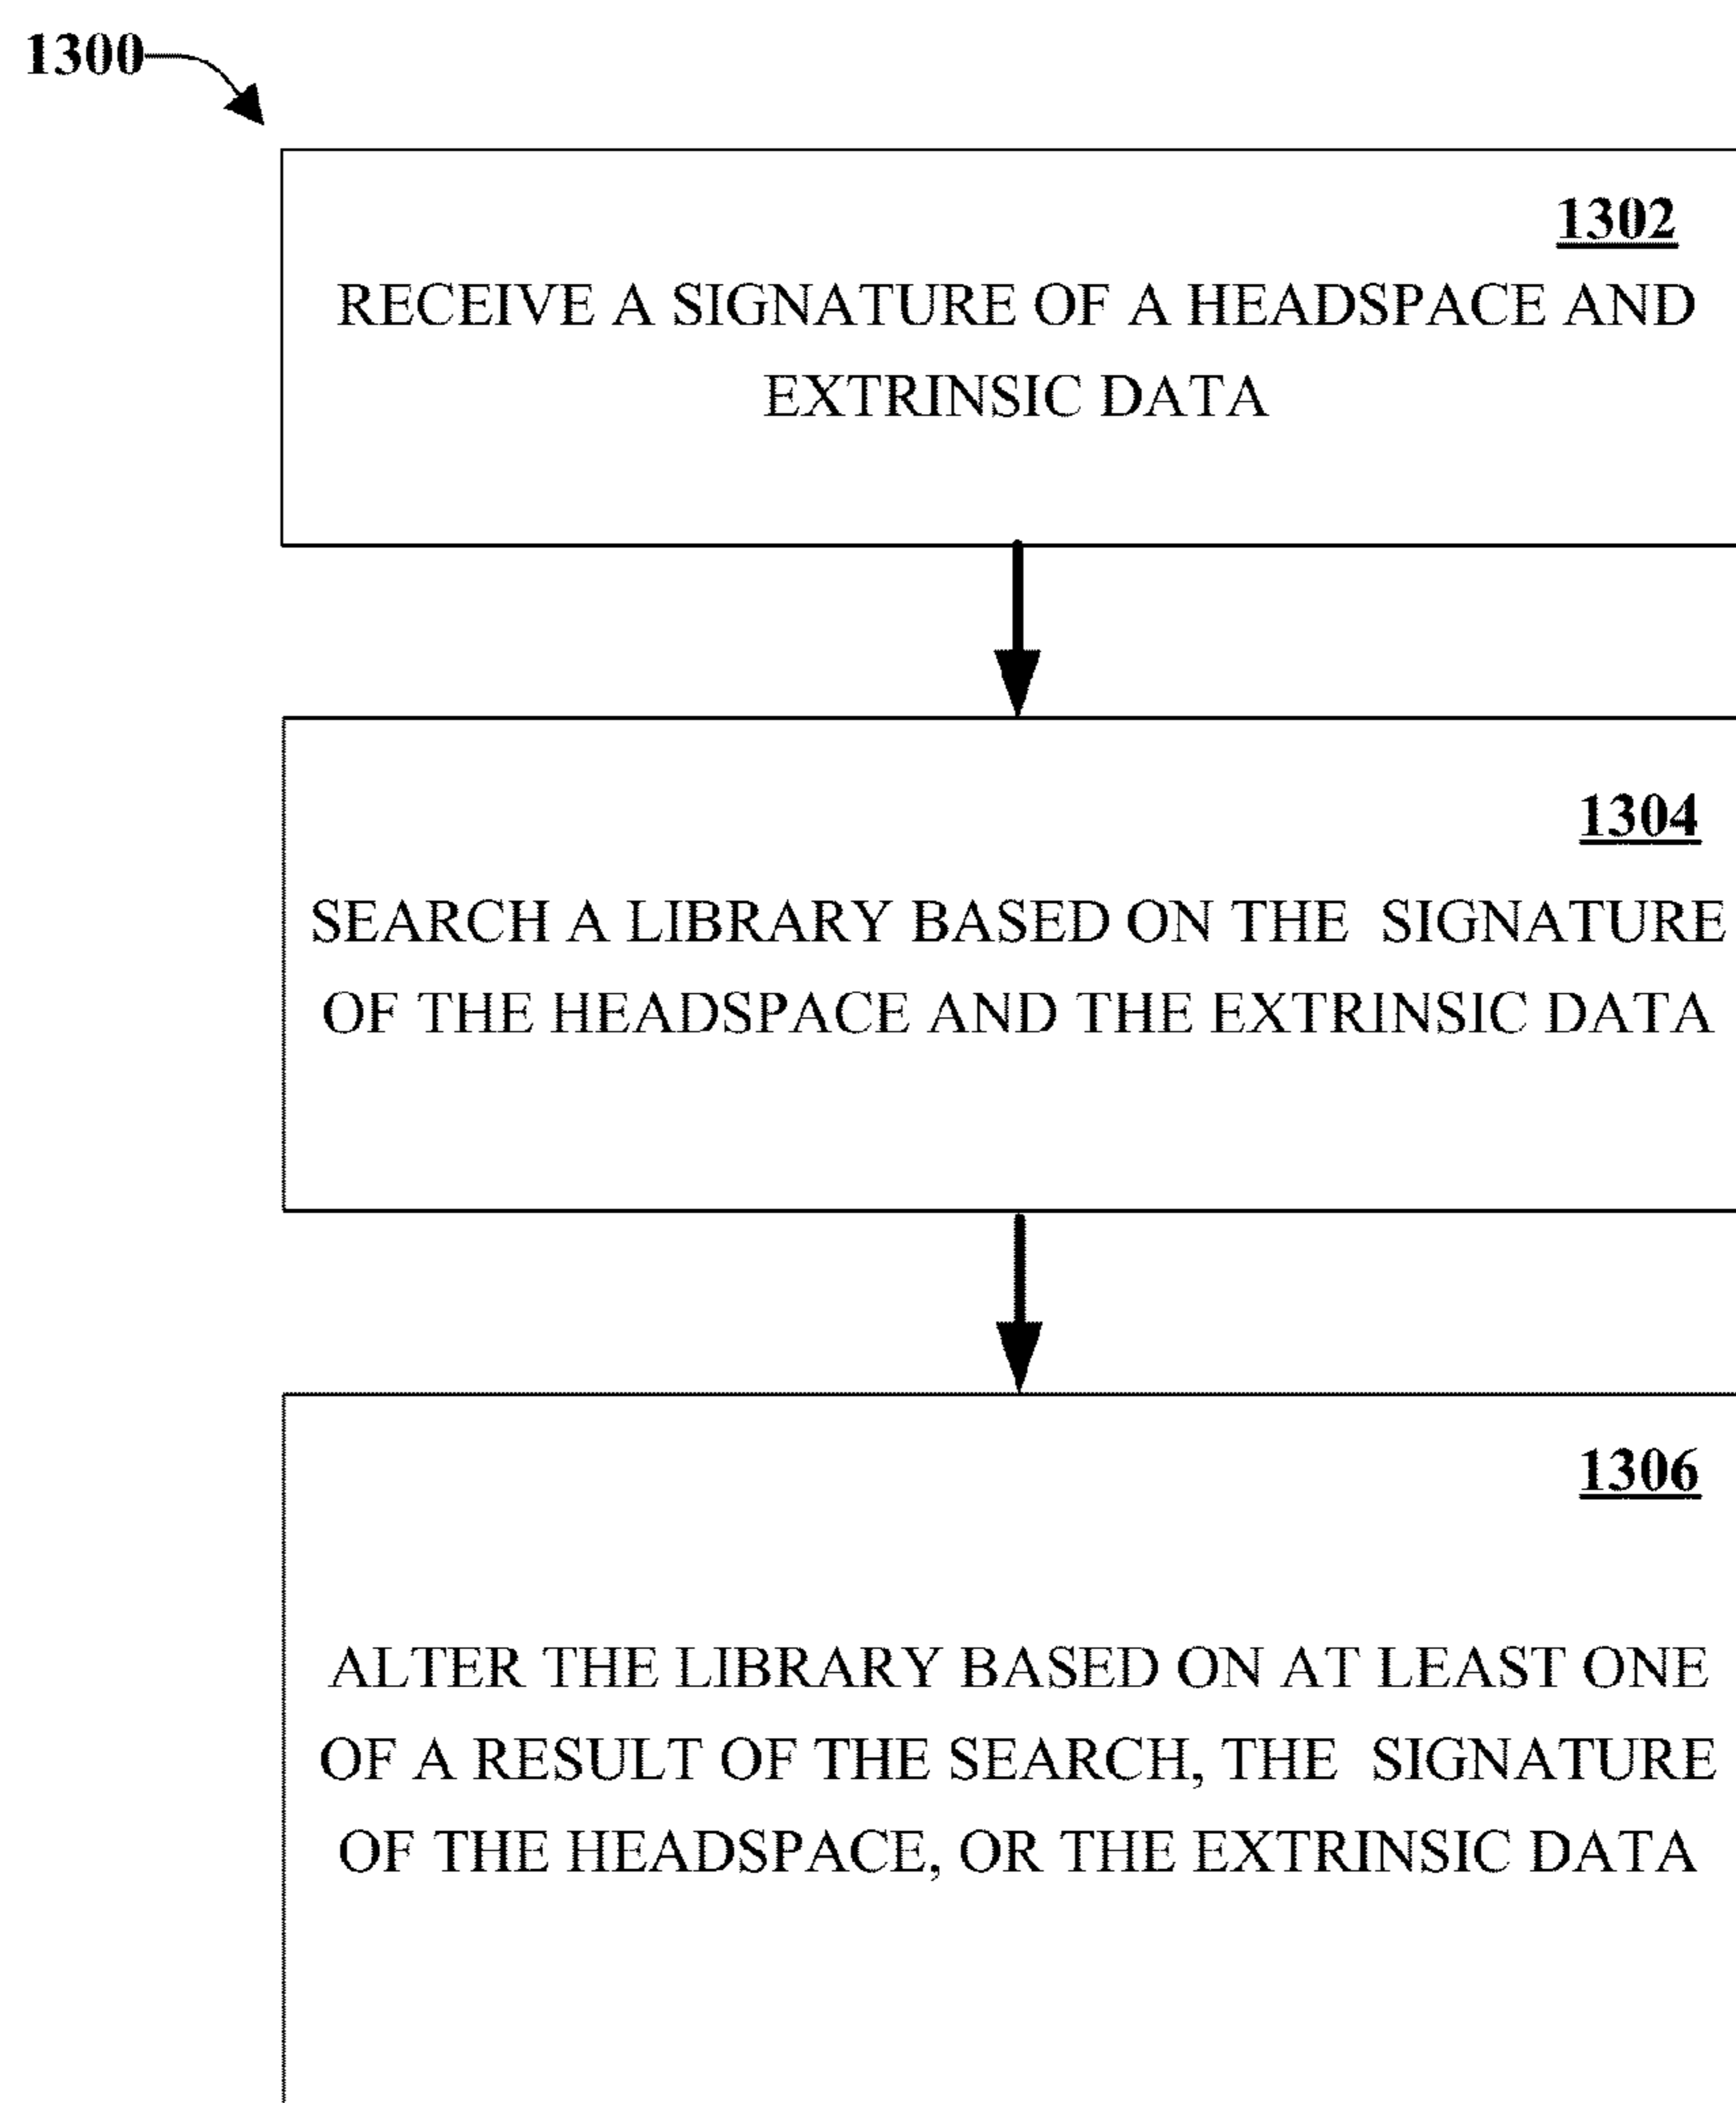 1300
1302
RECEIVE A SIGNATURE OF A HEADSPACE AND
EXTRINSIC DATA
1304
SEARCH A LIBRARY BASED ON THE SIGNATURE
OF THE HEADSPACE AND THE EXTRINSIC DATA
1306
ALTER THE LIBRARY BASED ON AT LEAST ONE
OF A RESULT OF THE SEARCH, THE SIGNATURE
OF THE HEADSPACE, OR THE EXTRINSIC DATA